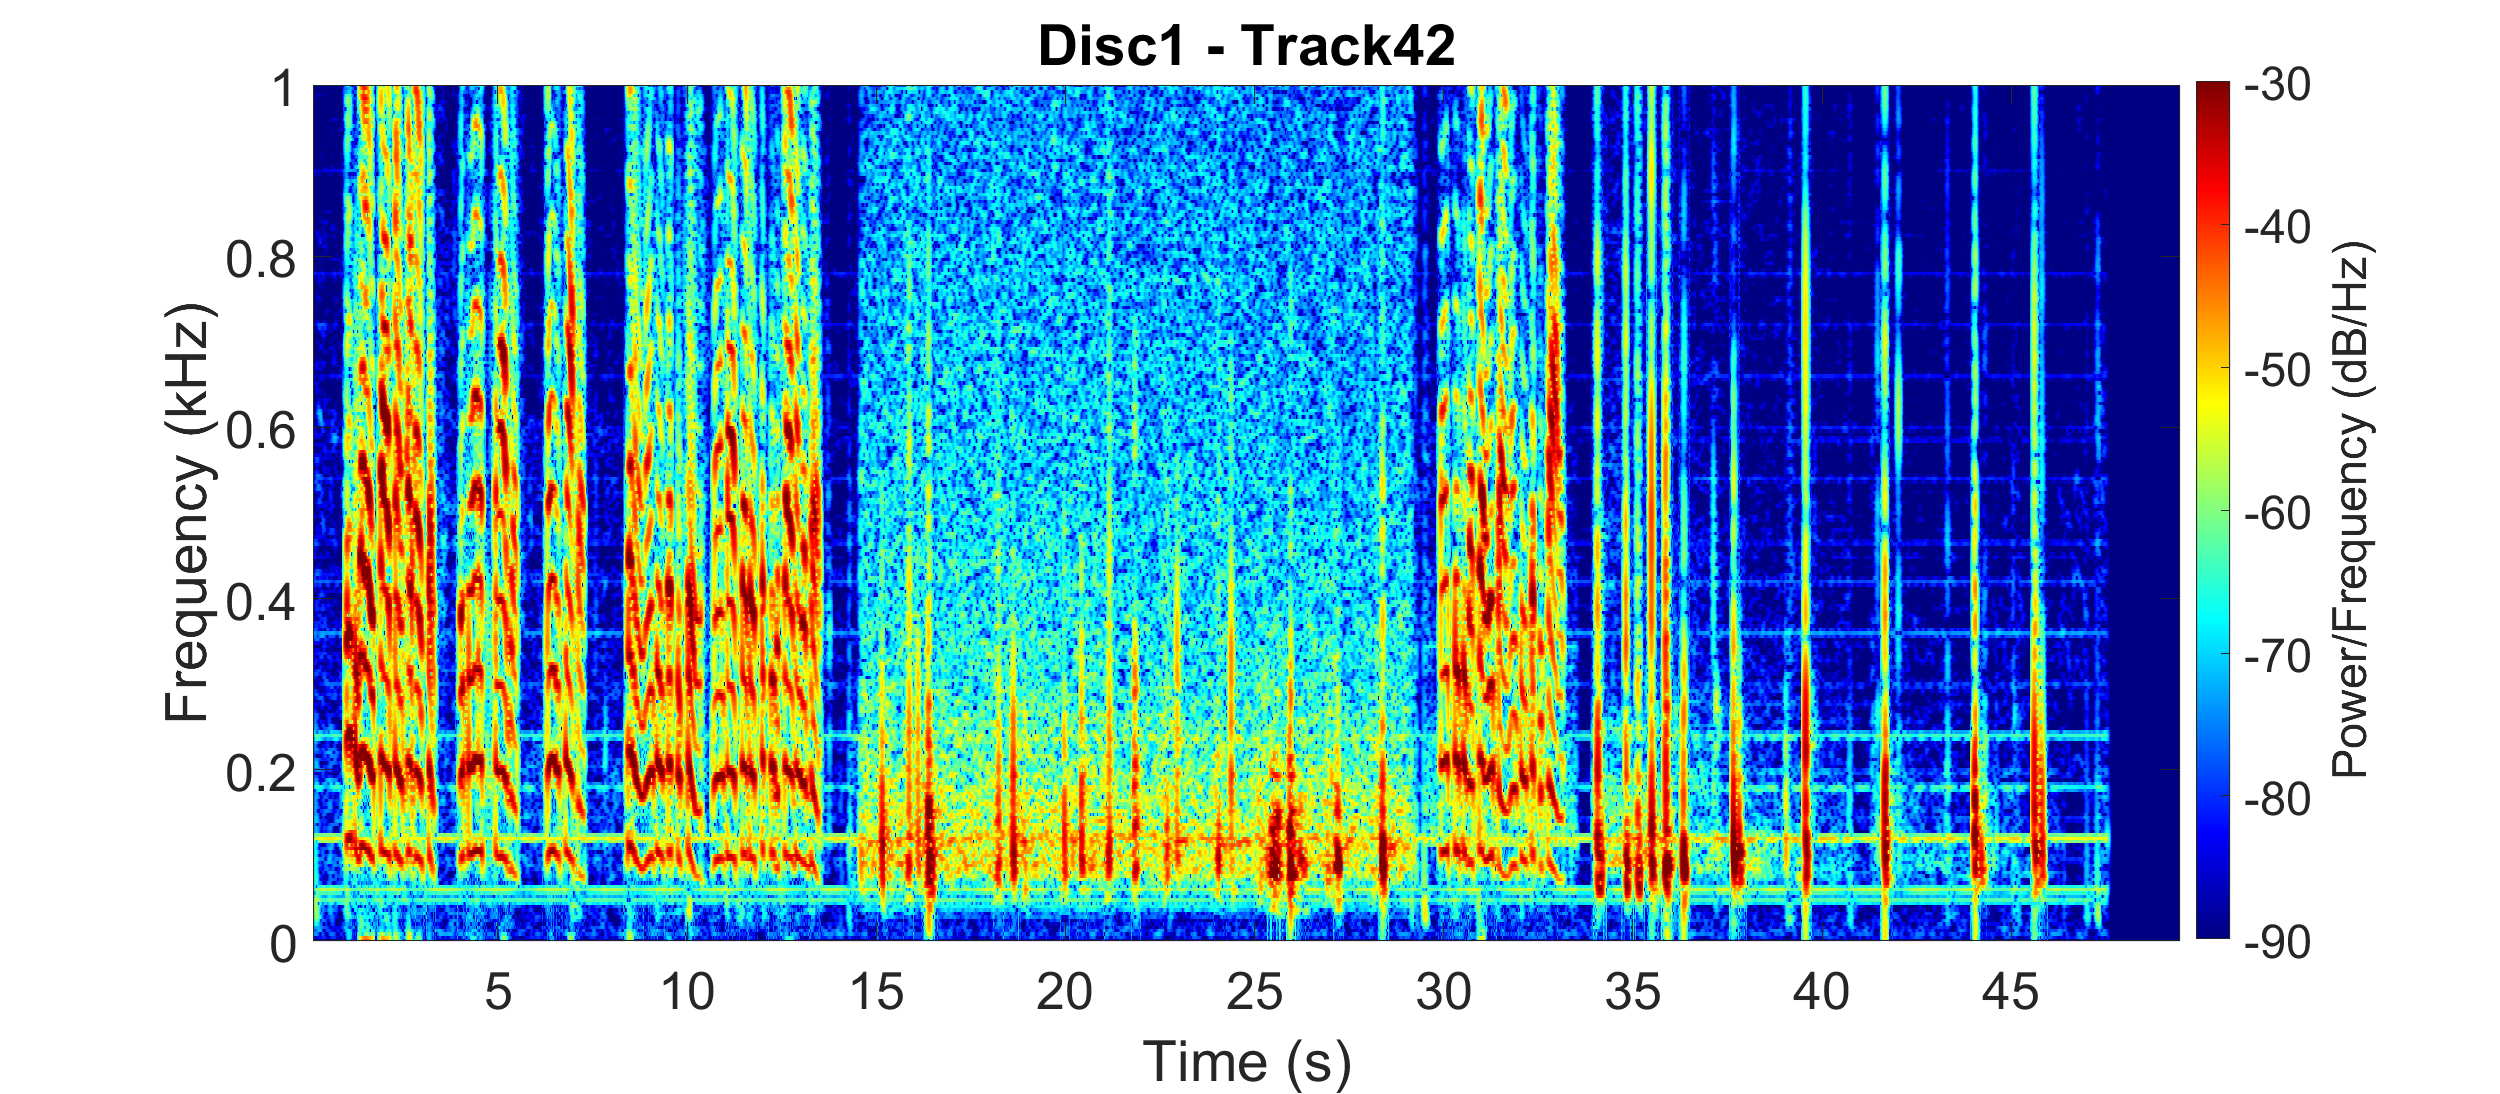 Disc1 - Track42
1
0.8
0.6
0.4
0.2
0
Frequency (kHz)
5 10 15 20 25 30 35 40 45
Time (s)
-30
-40
-50
-60
-70
-80
-90
Power/Frequency (dB/Hz)